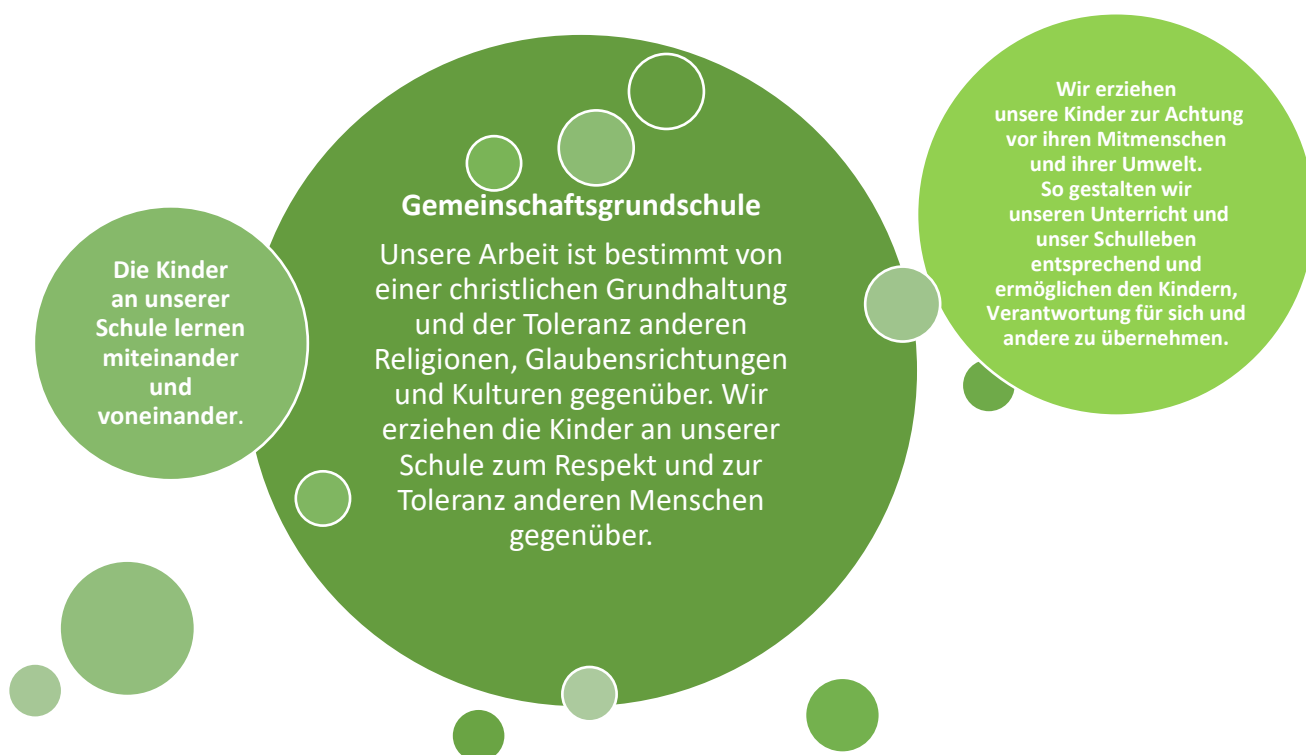 Die Kinder
an unserer
Schule lernen
miteinander
und
voneinander.
Gemeinschaftsgrundschule
Unsere Arbeit ist bestimmt von
einer christlichen Grundhaltung
und der Toleranz anderen
Religionen, Glaubensrichtungen
und Kulturen gegenüber. Wir
erziehen die Kinder an unserer
Schule zum Respekt und zur
Toleranz anderen Menschen
gegenüber.
Wir erziehen
unsere Kinder zur Achtung
vor ihren Mitmenschen
und ihrer Umwelt.
So gestalten wir
unseren Unterricht und
unser Schulleben
entsprechend und
ermöglichen den Kindern,
Verantwortung für sich und
andere zu übernehmen.